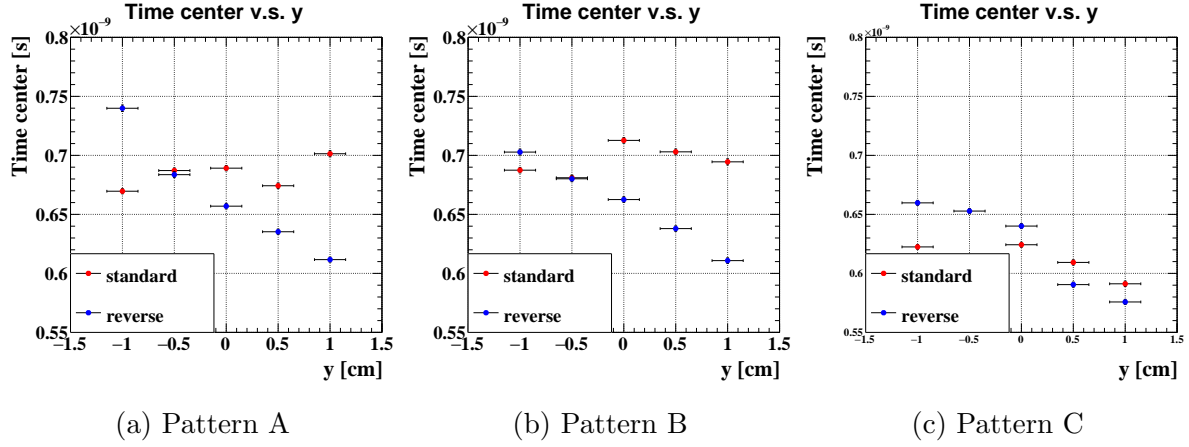 Time center v.s. y
×10⁻⁹
Time center [s]
0.8
0.75
0.7
0.65
0.6
0.55
standard
reverse
−1.5 −1 −0.5 0 0.5 1 1.5
y [cm]
(a) Pattern A
Time center v.s. y
×10⁻⁹
Time center [s]
0.8
0.75
0.7
0.65
0.6
0.55
standard
reverse
−1.5 −1 −0.5 0 0.5 1 1.5
y [cm]
(b) Pattern B
Time center v.s. y
×10⁻⁹
Time center [s]
0.8
0.75
0.7
0.65
0.6
0.55
standard
reverse
−1.5 −1 −0.5 0 0.5 1 1.5
y [cm]
(c) Pattern C